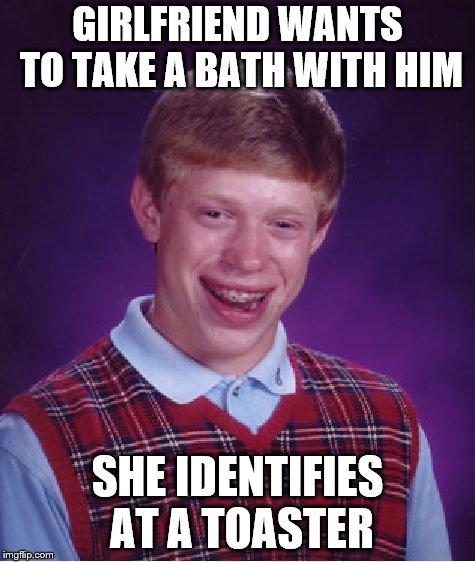 GIRLFRIEND WANTS
TO TAKE A BATH WITH HIM
SHE IDENTIFIES
AT A TOASTER
imgflip.com